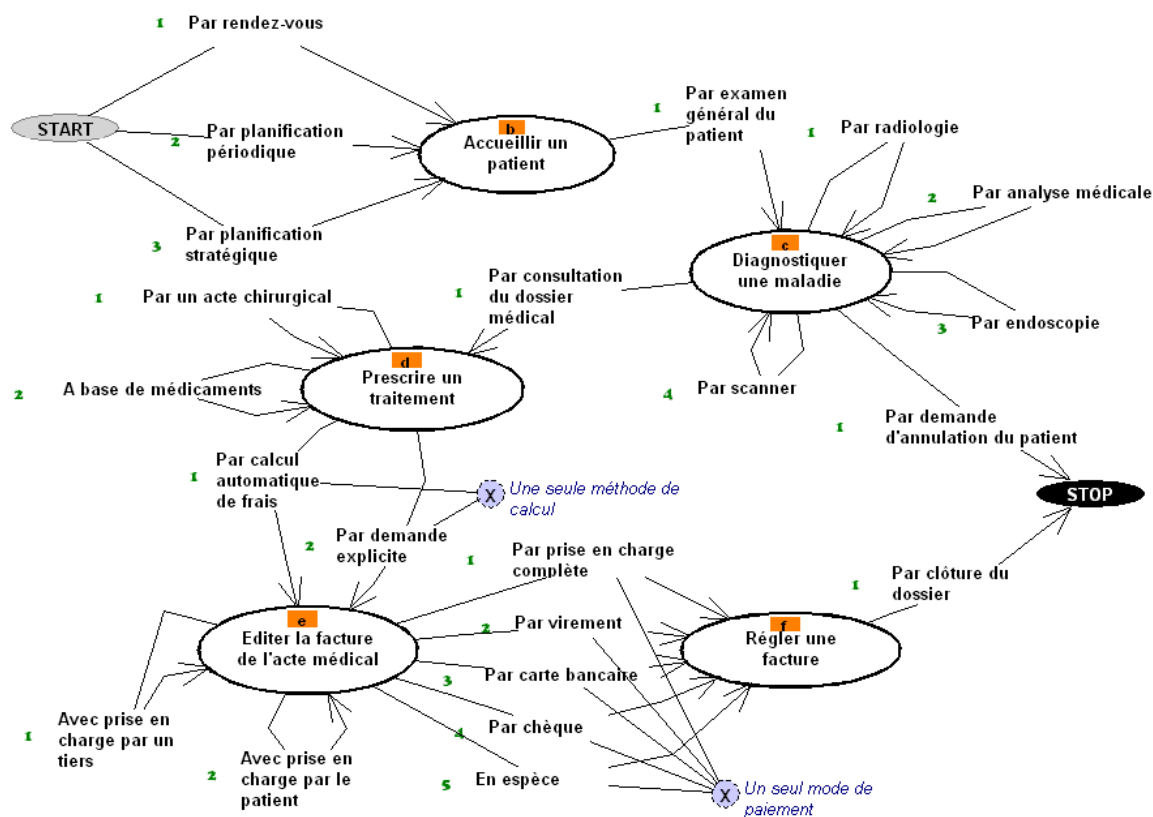 1 Par rendez-vous
START
2 Par planification
périodique
3 Par planification
stratégique
b
Accueillir un
patient
1 Par examen
général du
patient
1 Par radiologie
2 Par analyse médicale
c
Diagnostiquer
une maladie
3 Par endoscopie
4 Par scanner
1 Par consultation
du dossier
médical
1 Par demande
d'annulation du patient
STOP
1 Par un acte chirurgical
2 A base de médicaments
d
Prescrire un
traitement
1 Par calcul
automatique
de frais
2 Par demande
explicite
X Une seule méthode de
calcul
e
Editer la facture
de l'acte médical
1 Avec prise en
charge par un
tiers
2 Avec prise en
charge par le
patient
1 Par prise en charge
complète
2 Par virement
3 Par carte bancaire
4 Par chèque
5 En espèce
X Un seul mode de
paiement
f
Régler une
facture
1 Par clôture du
dossier